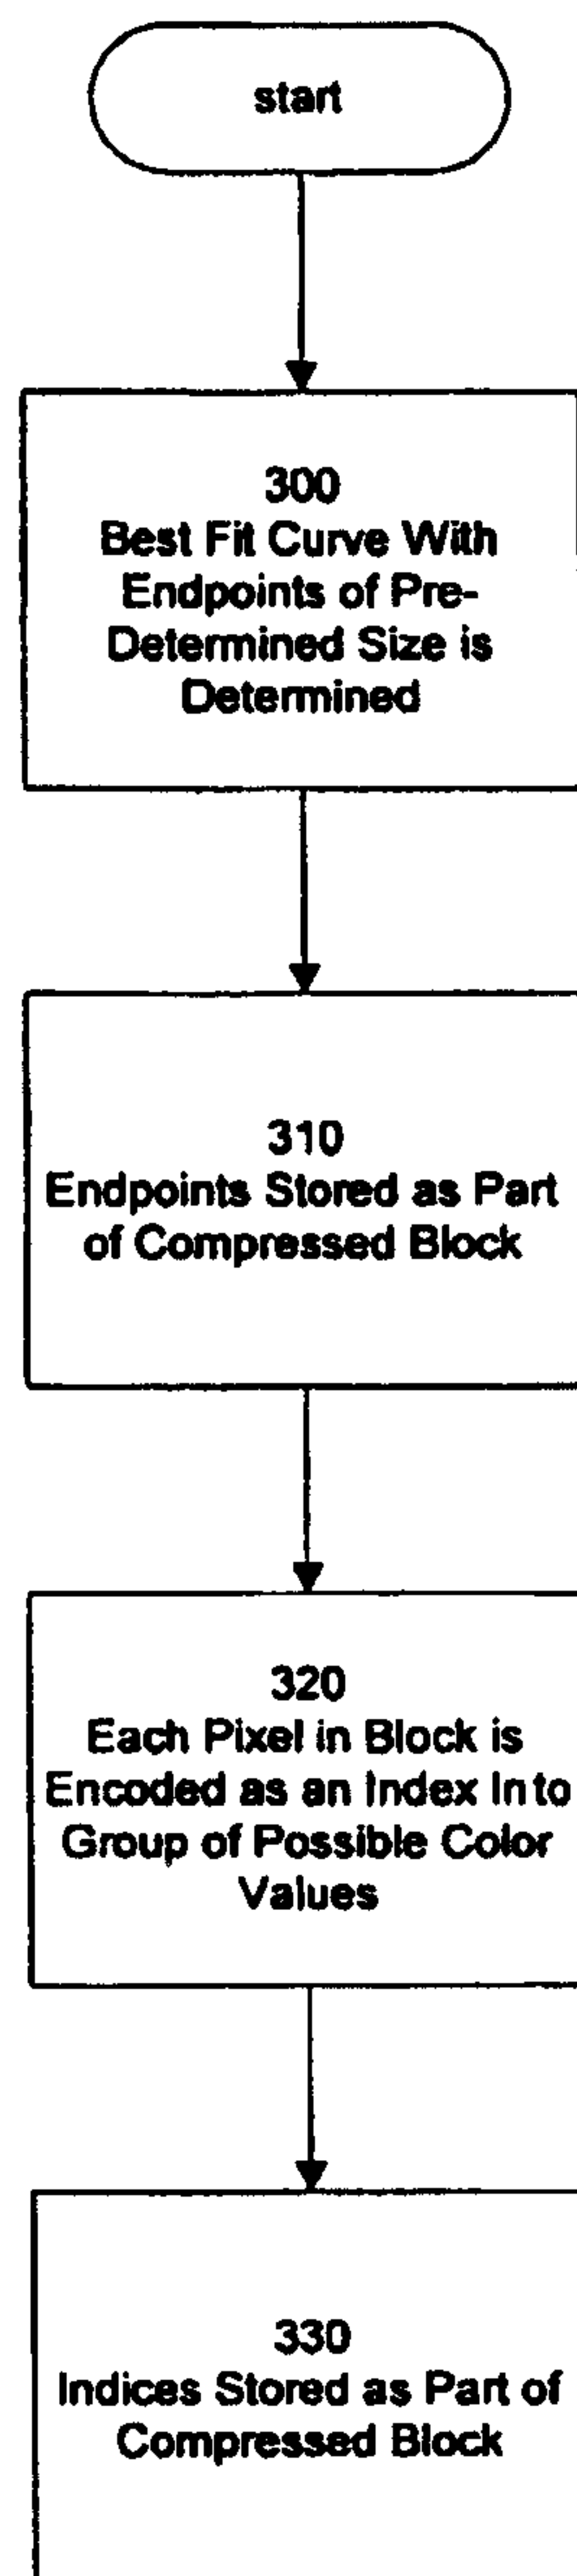 start
300
Best Fit Curve With
Endpoints of Pre-
Determined Size is
Determined
310
Endpoints Stored as Part
of Compressed Block
320
Each Pixel in Block is
Encoded as an Index Into
Group of Possible Color
Values
330
Indices Stored as Part of
Compressed Block